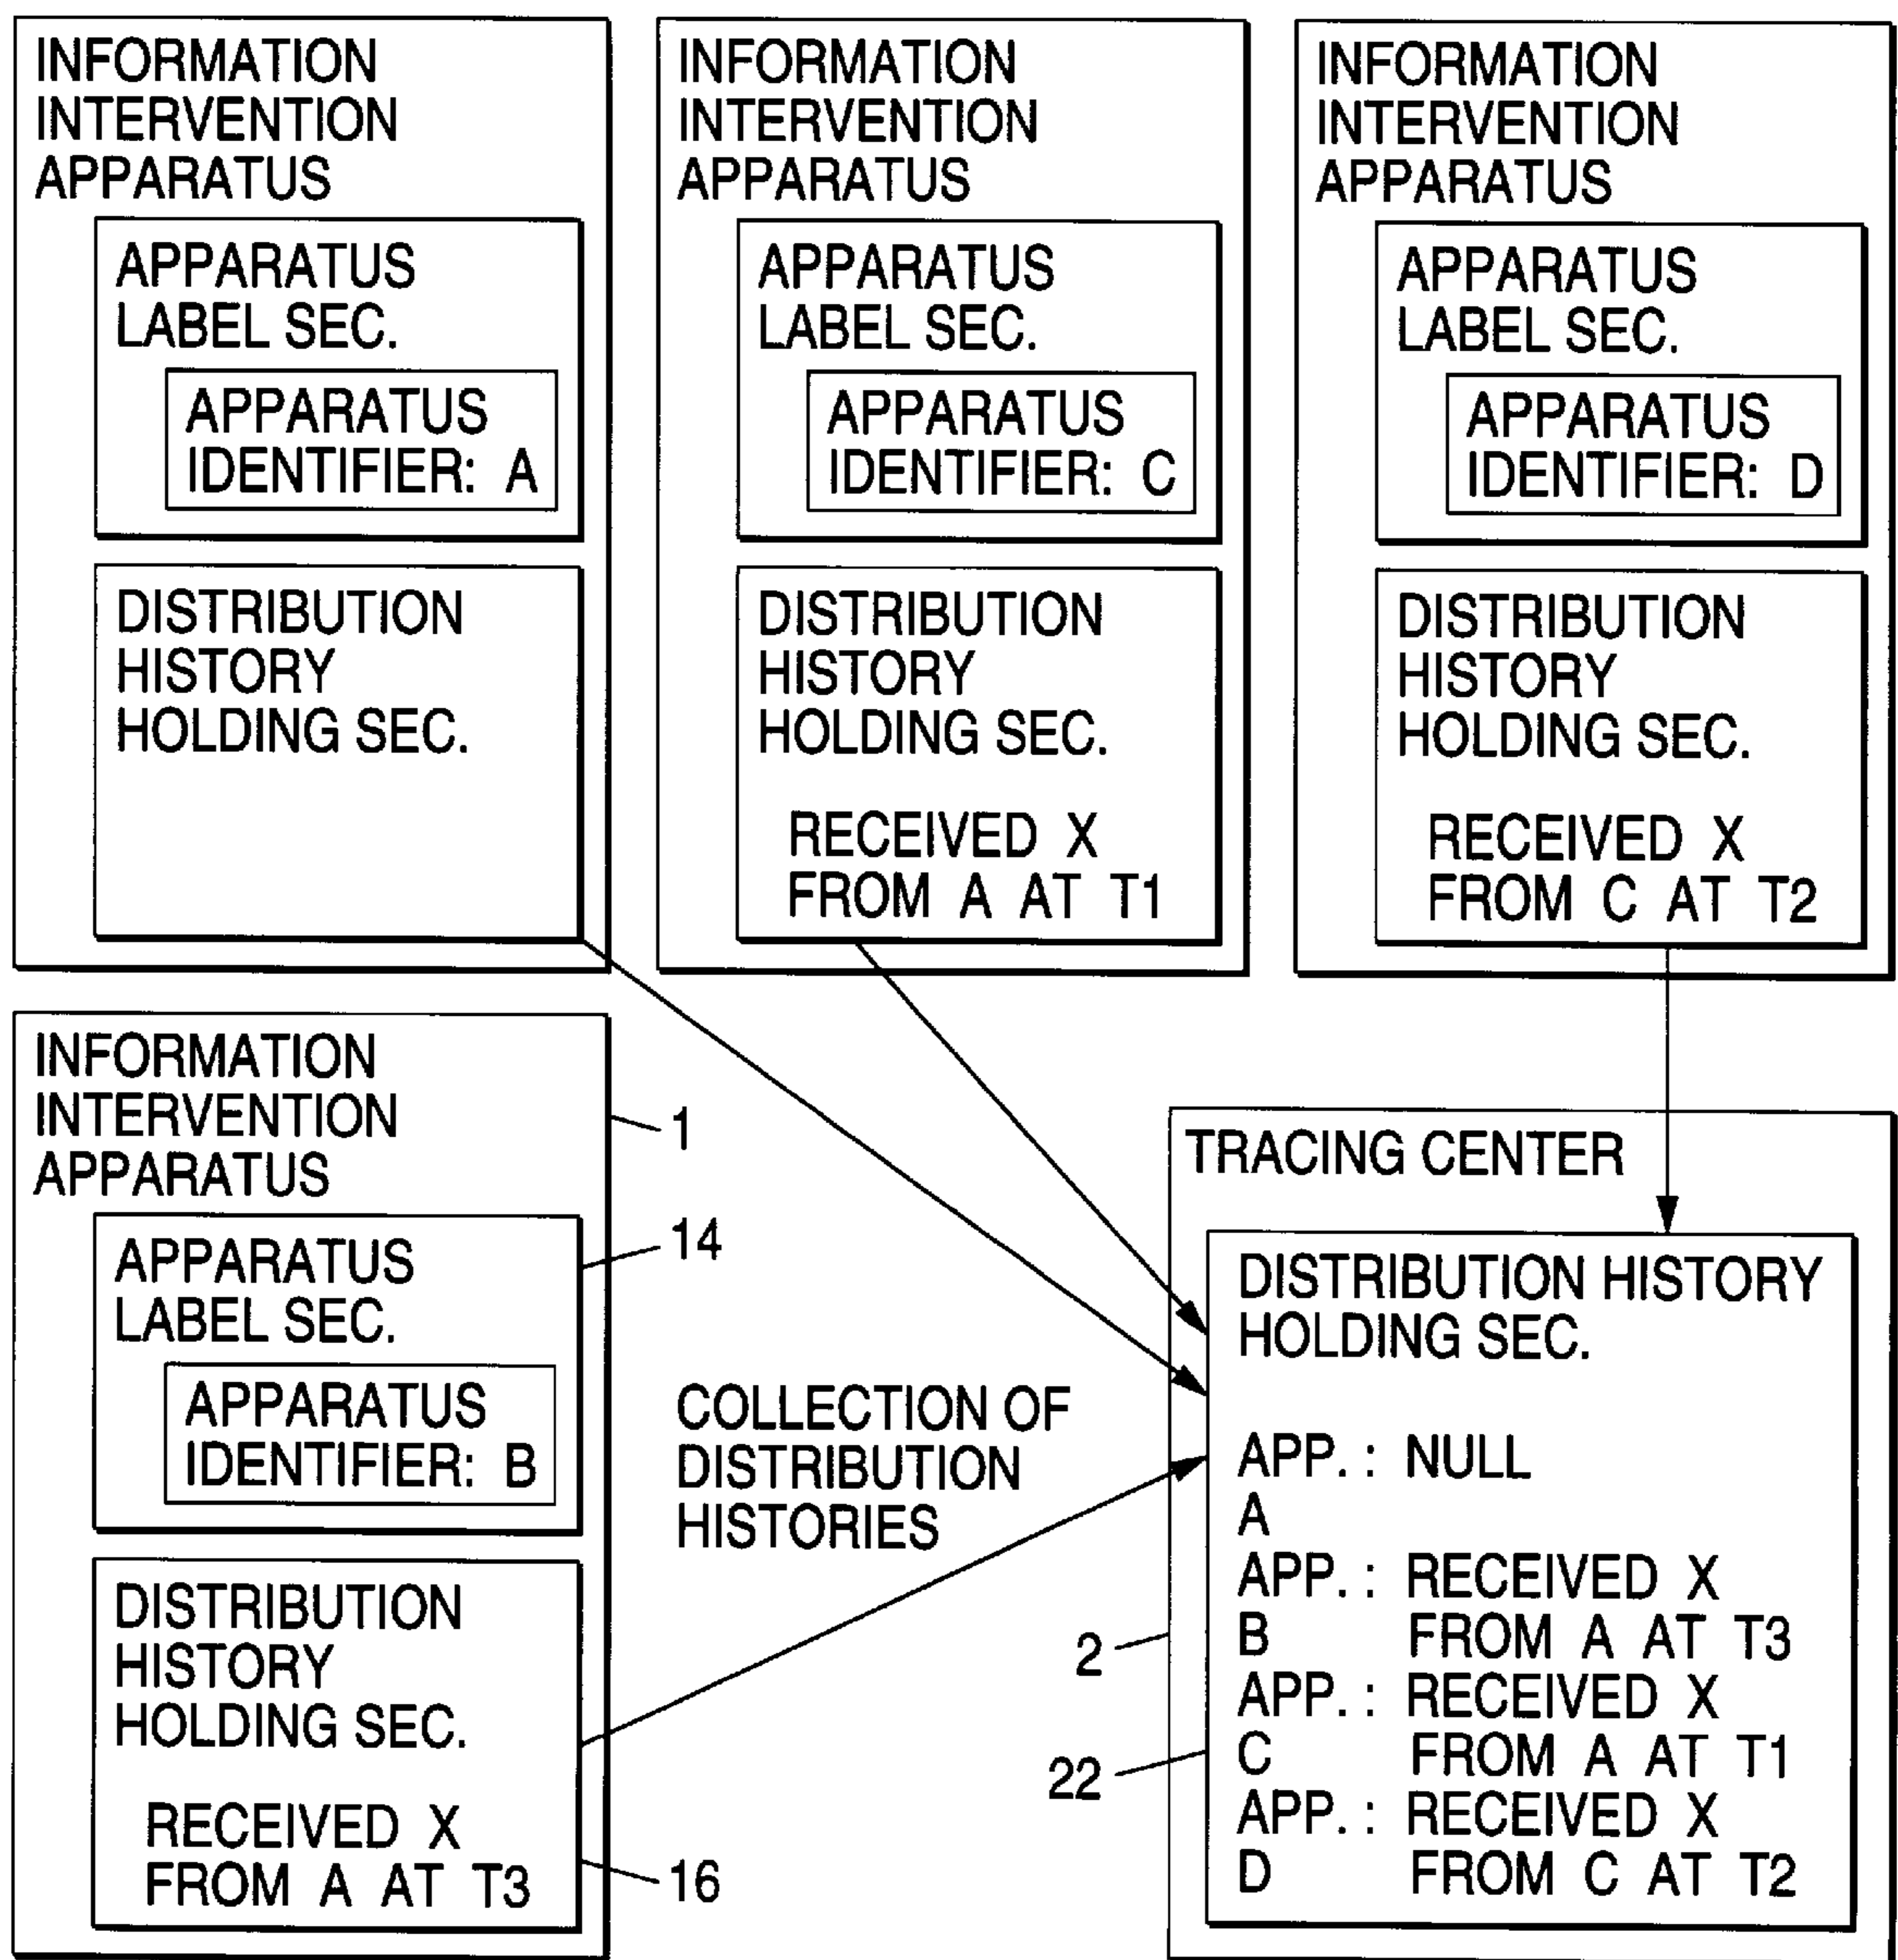 INFORMATION
INTERVENTION
APPARATUS
APPARATUS
LABEL SEC.
APPARATUS
IDENTIFIER: A
DISTRIBUTION
HISTORY
HOLDING SEC.
INFORMATION
INTERVENTION
APPARATUS
APPARATUS
LABEL SEC.
APPARATUS
IDENTIFIER: C
DISTRIBUTION
HISTORY
HOLDING SEC.
RECEIVED X
FROM A AT T1
INFORMATION
INTERVENTION
APPARATUS
APPARATUS
LABEL SEC.
APPARATUS
IDENTIFIER: D
DISTRIBUTION
HISTORY
HOLDING SEC.
RECEIVED X
FROM C AT T2
INFORMATION
INTERVENTION
APPARATUS
1
APPARATUS
LABEL SEC.
14
APPARATUS
IDENTIFIER: B
DISTRIBUTION
HISTORY
HOLDING SEC.
RECEIVED X
FROM A AT T3
16
COLLECTION OF
DISTRIBUTION
HISTORIES
TRACING CENTER
2
DISTRIBUTION HISTORY
HOLDING SEC.
22
APP. : NULL
A
APP. : RECEIVED X
B FROM A AT T3
APP. : RECEIVED X
C FROM A AT T1
APP. : RECEIVED X
D FROM C AT T2